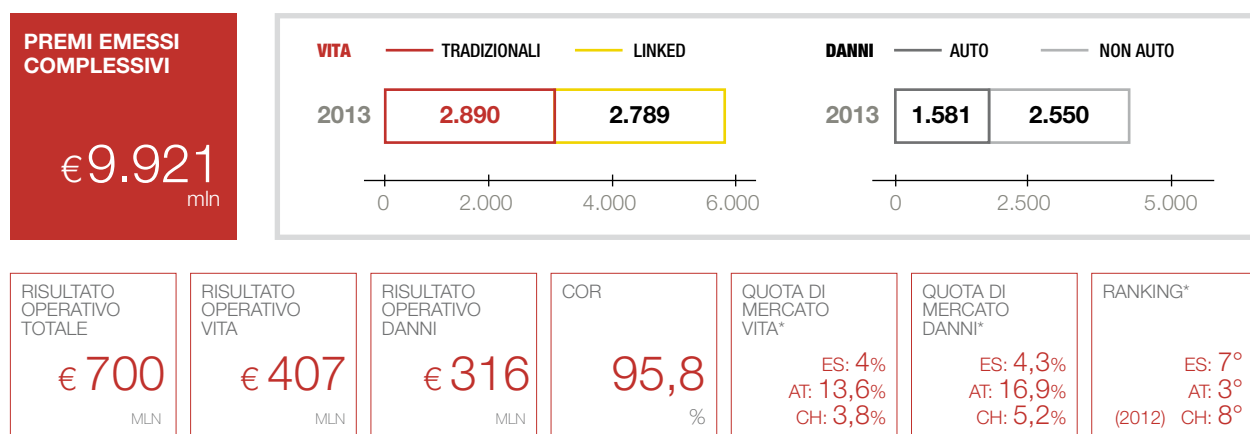 PREMI EMESSI
COMPLESSIVI
€ 9.921
mln
VITA TRADIZIONALI LINKED
2013 2.890 2.789
0 2.000 4.000 6.000
DANNI AUTO NON AUTO
2013 1.581 2.550
0 2.500 5.000
RISULTATO
OPERATIVO
TOTALE
€ 700
MLN
RISULTATO
OPERATIVO
VITA
€ 407
MLN
RISULTATO
OPERATIVO
DANNI
€ 316
MLN
COR
95,8
%
QUOTA DI
MERCATO
VITA*
ES: 4%
AT: 13,6%
CH: 3,8%
QUOTA DI
MERCATO
DANNI*
ES: 4,3%
AT: 16,9%
CH: 5,2%
RANKING*
ES: 7°
AT: 3°
(2012) CH: 8°